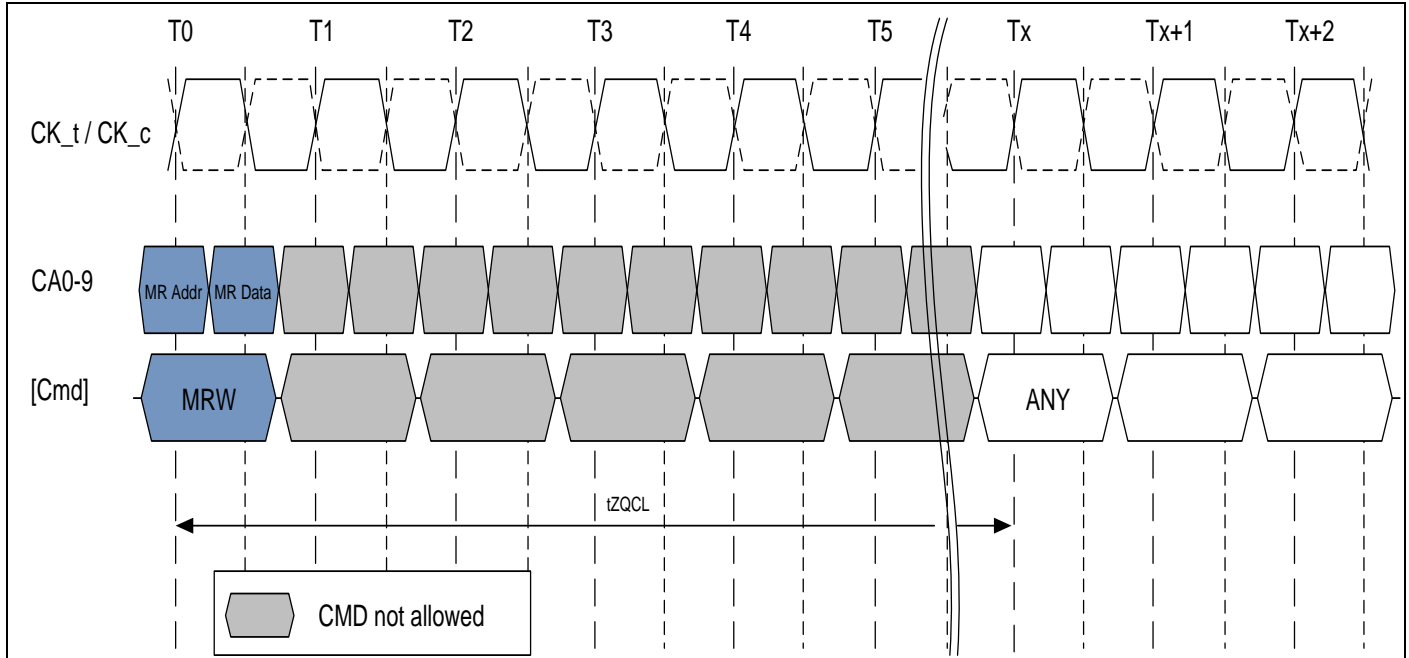 T0 T1 T2 T3 T4 T5 Tx Tx+1 Tx+2
CK_t / CK_c
CA0-9 MR Addr MR Data
[Cmd] MRW ANY
tZQCL
CMD not allowed